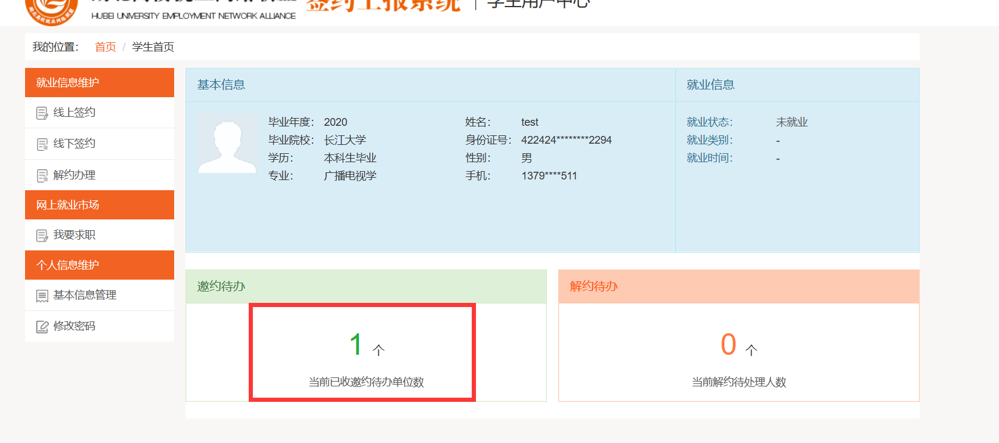 HUBEI UNIVERSITY EMPLOYMENT NETWORK ALLIANCE
签约上报系统 学生用户中心
我的位置： 首页 / 学生首页
就业信息维护
线上签约
线下签约
解约办理
网上就业市场
我要求职
个人信息维护
基本信息管理
修改密码
基本信息
毕业年度： 2020 姓名： test
毕业院校： 长江大学 身份证号： 422424********2294
学历： 本科生毕业 性别： 男
专业： 广播电视学 手机： 1379****511
就业信息
就业状态： 未就业
就业类别： -
就业时间： -
邀约待办
1 个
当前已收邀约待办单位数
解约待办
0 个
当前解约待处理人数